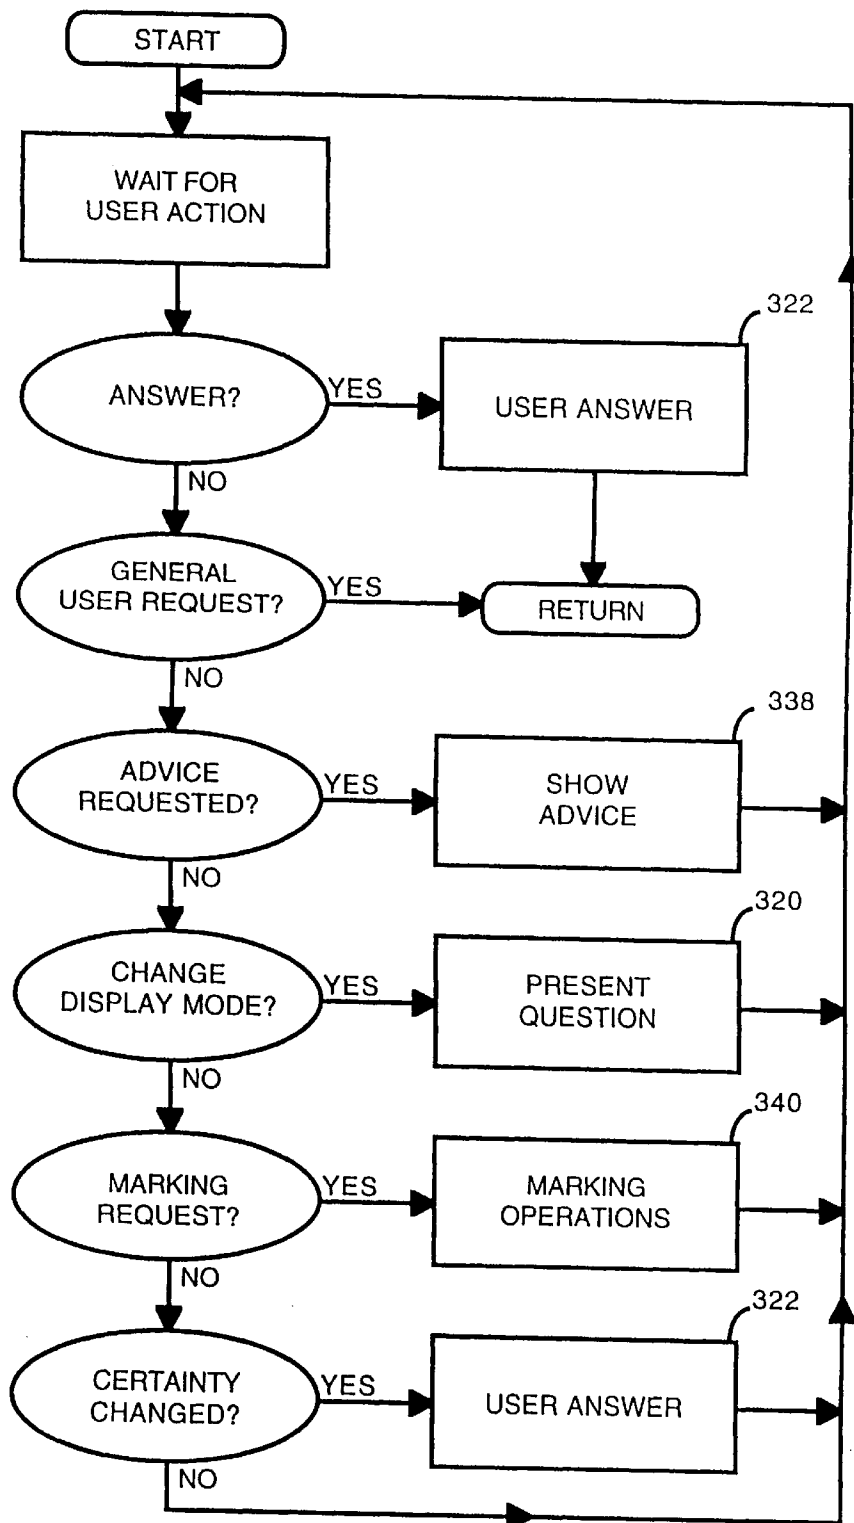 START
WAIT FOR
USER ACTION
322
ANSWER?
YES
USER ANSWER
NO
GENERAL
USER REQUEST?
YES
RETURN
NO
338
ADVICE
REQUESTED?
YES
SHOW
ADVICE
NO
320
CHANGE
DISPLAY MODE?
YES
PRESENT
QUESTION
NO
340
MARKING
REQUEST?
YES
MARKING
OPERATIONS
NO
322
CERTAINTY
CHANGED?
YES
USER ANSWER
NO